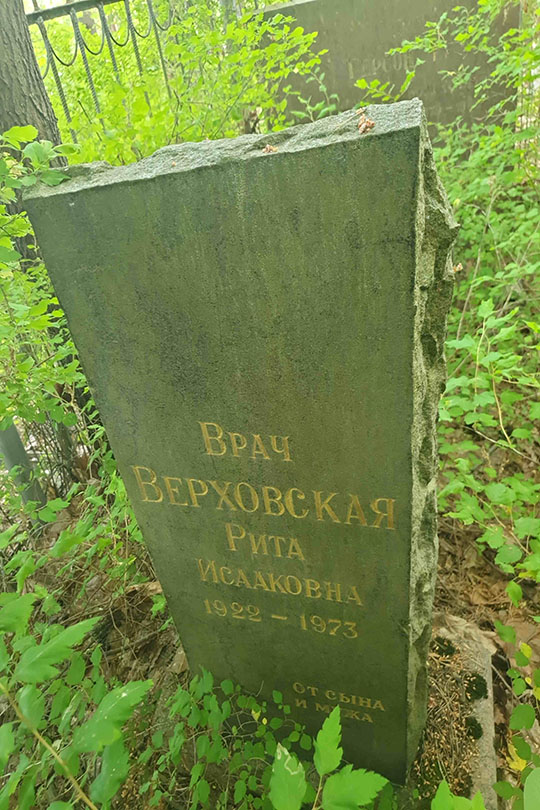 Врач
Верховская
Рита
Исааковна
1922 – 1973
от сына
и мужа